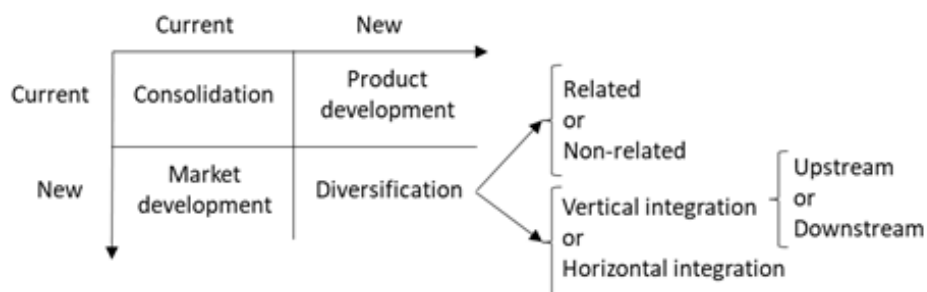 Current New
Current Consolidation Product development
New Market development Diversification
Related
or
Non-related
Vertical integration
or
Horizontal integration
Upstream
or
Downstream